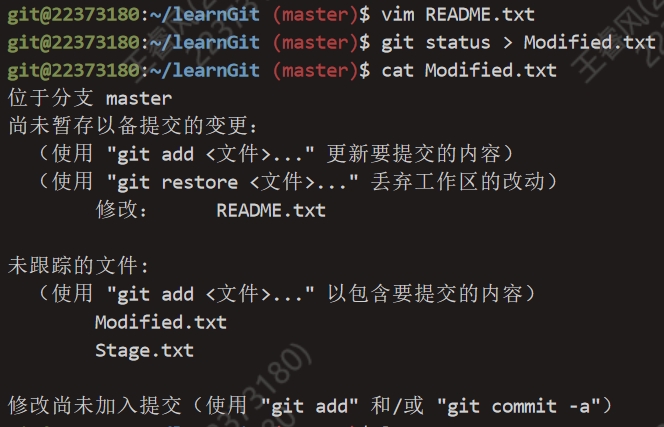 git@22373180:~/learnGit (master)$ vim README.txt
git@22373180:~/learnGit (master)$ git status > Modified.txt
git@22373180:~/learnGit (master)$ cat Modified.txt
位于分支 master
尚未暂存以备提交的变更：
（使用 "git add <文件>..." 更新要提交的内容）
（使用 "git restore <文件>..." 丢弃工作区的改动）
修改：     README.txt
未跟踪的文件:
（使用 "git add <文件>..." 以包含要提交的内容）
Modified.txt
Stage.txt
修改尚未加入提交（使用 "git add" 和/或 "git commit -a"）